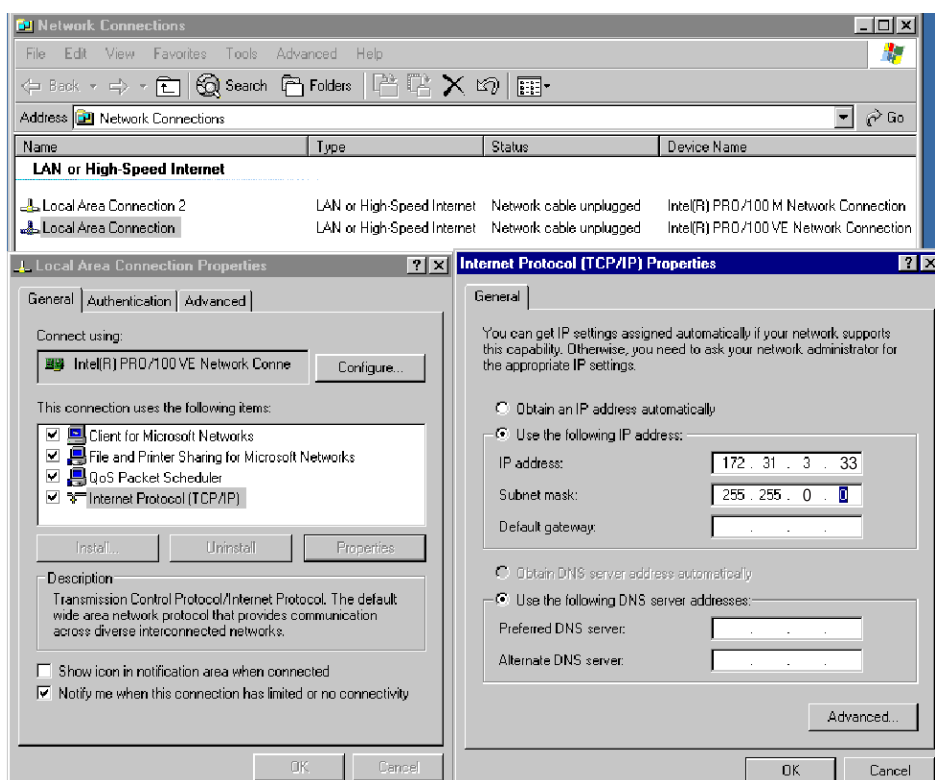 Network Connections
File Edit View Favorites Tools Advanced Help
Back Search Folders
Address Network Connections Go
Name Type Status Device Name
LAN or High-Speed Internet
Local Area Connection 2 LAN or High-Speed Internet Network cable unplugged Intel(R) PRO/100 M Network Connection
Local Area Connection LAN or High-Speed Internet Network cable unplugged Intel(R) PRO/100 VE Network Connection
Local Area Connection Properties
General Authentication Advanced
Connect using:
Intel(R) PRO/100 VE Network Conne Configure...
This connection uses the following items:
Client for Microsoft Networks
File and Printer Sharing for Microsoft Networks
QoS Packet Scheduler
Internet Protocol (TCP/IP)
Install... Uninstall Properties
Description
Transmission Control Protocol/Internet Protocol. The default
wide area network protocol that provides communication
across diverse interconnected networks.
Show icon in notification area when connected
Notify me when this connection has limited or no connectivity
OK Cancel
Internet Protocol (TCP/IP) Properties
General
You can get IP settings assigned automatically if your network supports
this capability. Otherwise, you need to ask your network administrator for
the appropriate IP settings.
Obtain an IP address automatically
Use the following IP address:
IP address: 172 . 31 . 3 . 33
Subnet mask: 255 . 255 . 0 . 0
Default gateway: . . .
Obtain DNS server address automatically
Use the following DNS server addresses:
Preferred DNS server: . . .
Alternate DNS server: . . .
Advanced...
OK Cancel